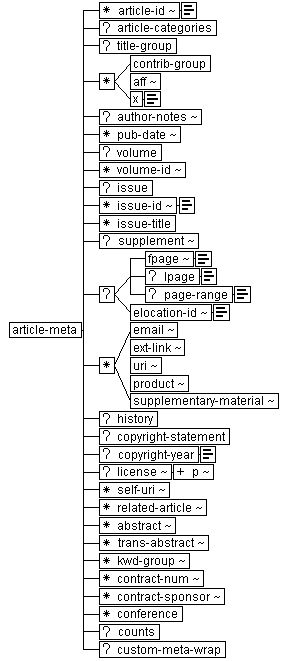 * article-id ~
? article-categories
? title-group
contrib-group
*
aff ~
x
? author-notes ~
* pub-date ~
? volume
* volume-id ~
? issue
* issue-id ~
* issue-title
? supplement ~
fpage ~
? lpage
?
? page-range
elocation-id ~
article-meta
email ~
ext-link ~
*
uri ~
product ~
supplementary-material ~
? history
? copyright-statement
? copyright-year
? license ~ + p ~
* self-uri ~
* related-article ~
* abstract ~
* trans-abstract ~
* kwd-group ~
* contract-num ~
* contract-sponsor ~
* conference
? counts
? custom-meta-wrap